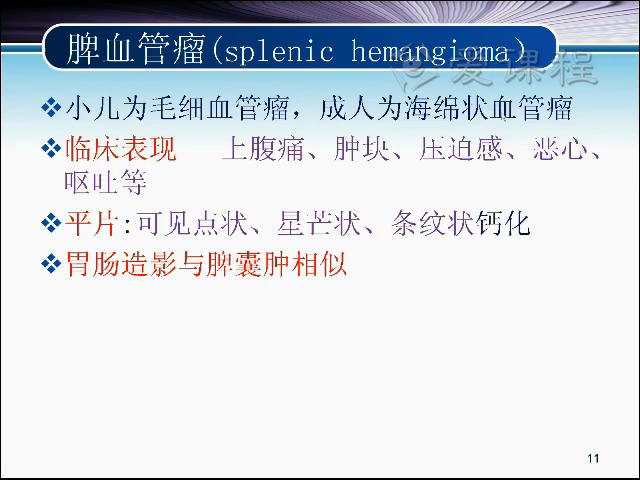 脾血管瘤(splenic hemangioma)
爱课程
❖小儿为毛细血管瘤，成人为海绵状血管瘤
❖临床表现 上腹痛、肿块、压迫感、恶心、
呕吐等
❖平片:可见点状、星芒状、条纹状钙化
❖胃肠造影与脾囊肿相似
11